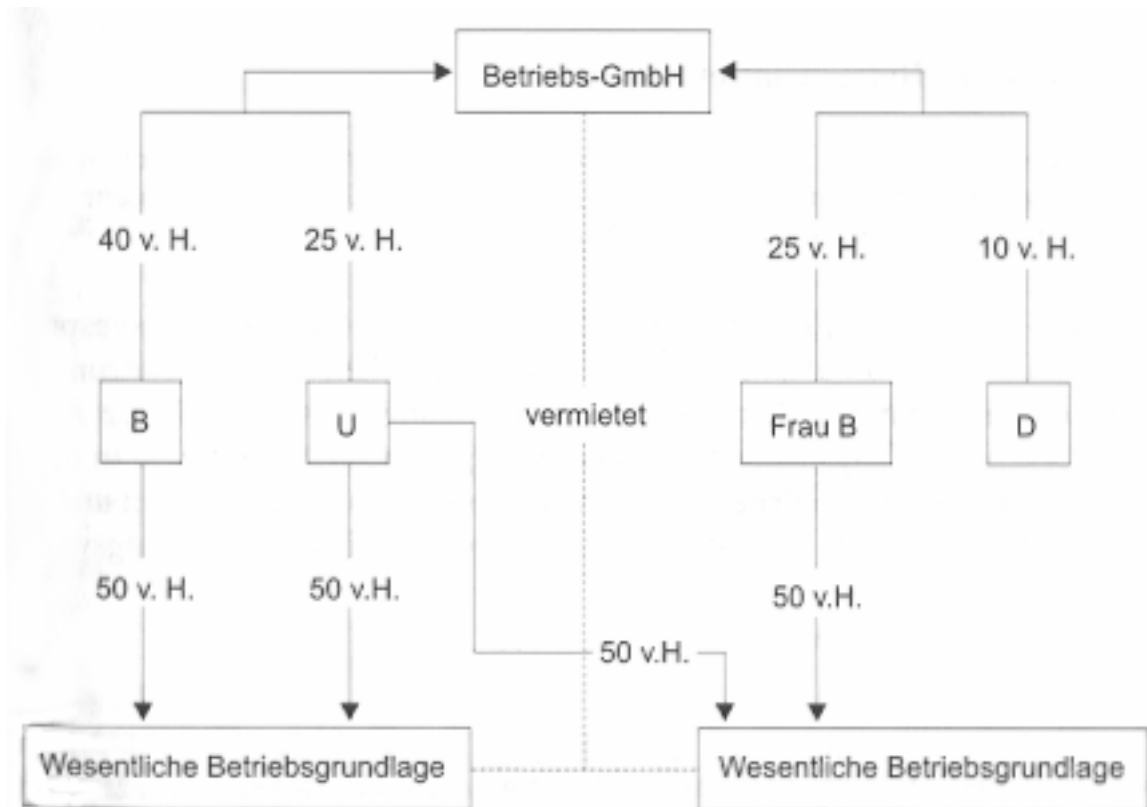 Betriebs-GmbH
40 v. H.
25 v. H.
25 v. H.
10 v. H.
B
U
vermietet
Frau B
D
50 v. H.
50 v.H.
50 v.H.
50 v.H.
Wesentliche Betriebsgrundlage
Wesentliche Betriebsgrundlage